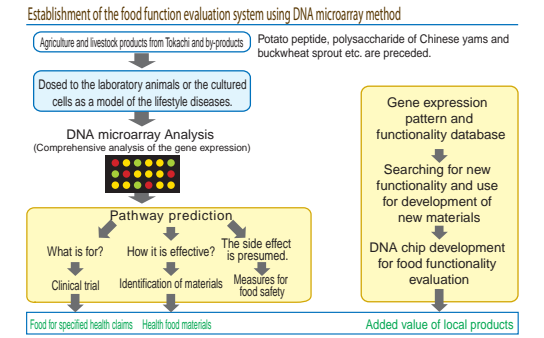 Establishment of the food function evaluation system using DNA microarray method
Agriculture and livestock products from Tokachi and by-products
Potato peptide, polysaccharide of Chinese yams and
buckwheat sprout etc. are preceded.
Dosed to the laboratory animals or the cultured
cells as a model of the lifestyle diseases.
DNA microarray Analysis
(Comprehensive analysis of the gene expression)
Pathway prediction
What is for?
Clinical trial
How it is effective?
Identification of materials
The side effect
is presumed.
Measures for
food safety
Gene expression
pattern and
functionality database
Searching for new
functionality and use
for development of
new materials
DNA chip development
for food functionality
evaluation
Food for specified health claims
Health food materials
Added value of local products